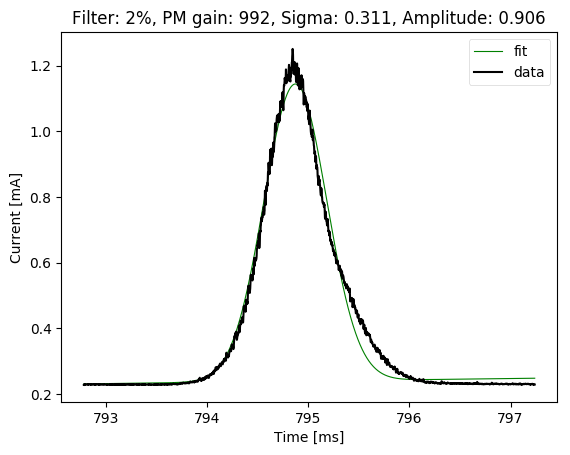 Filter: 2%, PM gain: 992, Sigma: 0.311, Amplitude: 0.906
fit
data
1.2
1.0
0.8
0.6
0.4
0.2
Current [mA]
793 794 795 796 797
Time [ms]